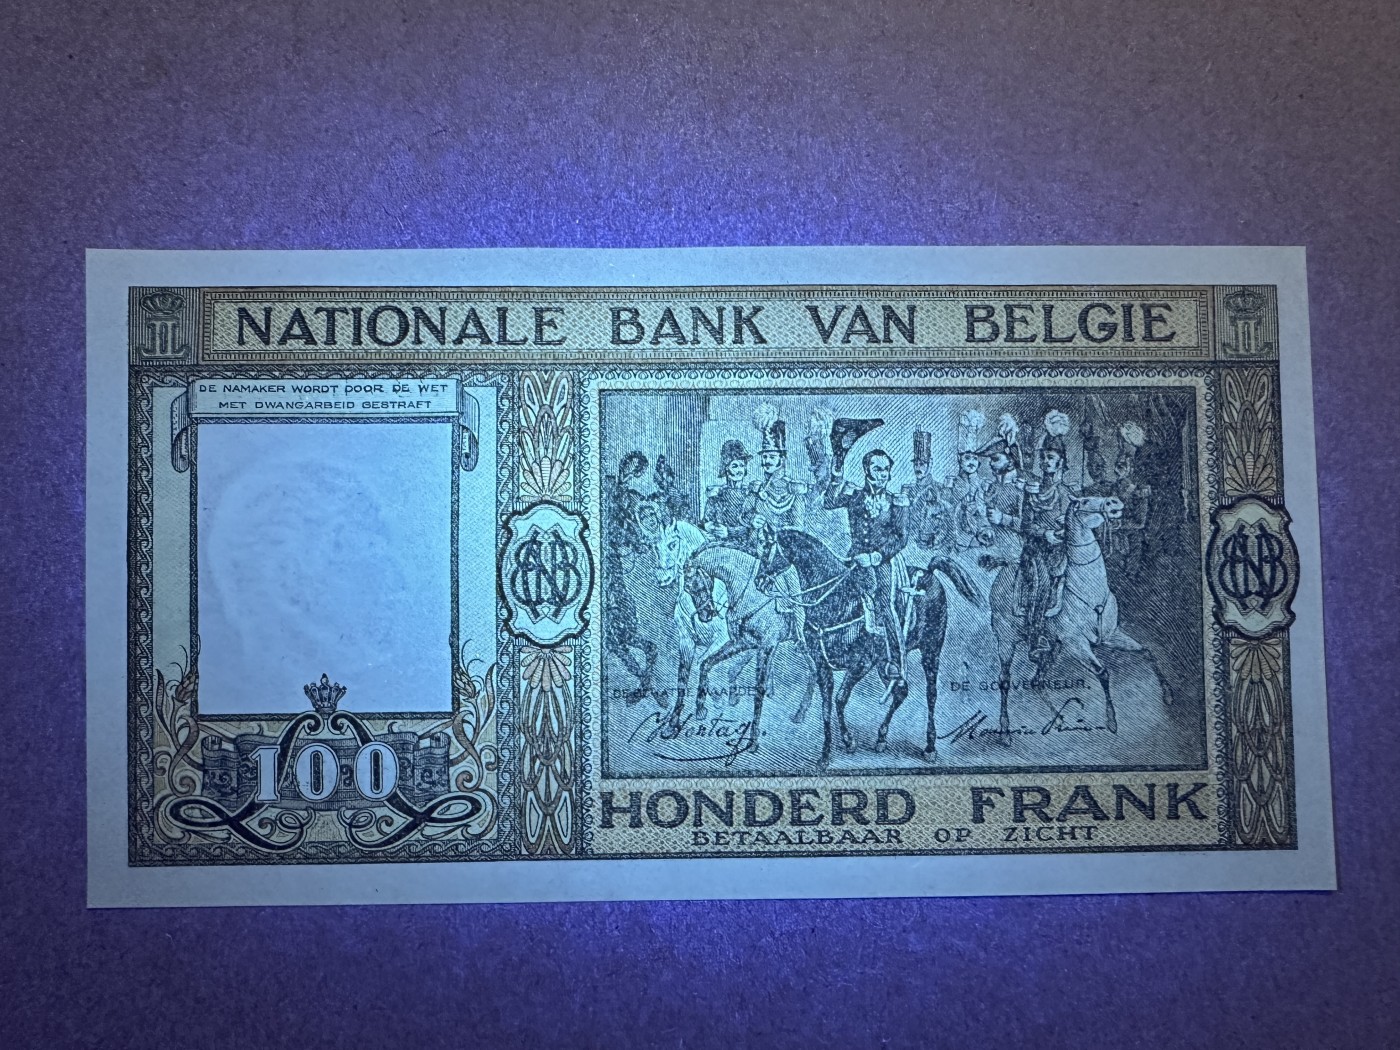 NATIONALE BANK VAN BELGIE
DE NAMAKER WORDT DOOR DE WET
MET DWANGARBEID GESTRAFT
DE GOUVERNEUR.
100
HONDERD FRANK
BETAALBAAR OP ZICHT